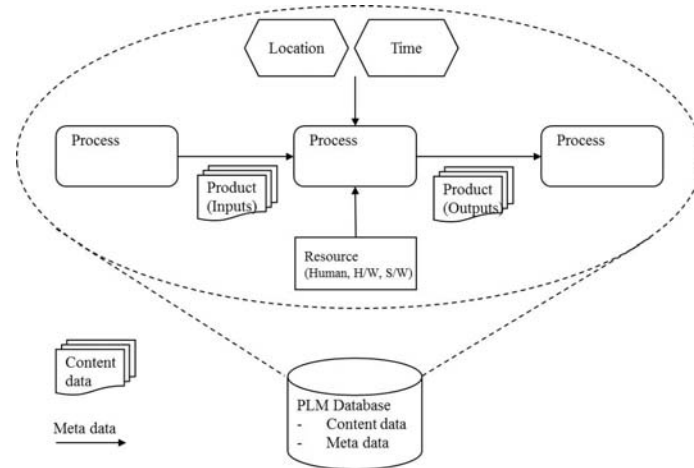 Location
Time
Process
Process
Process
Product
(Inputs)
Product
(Outputs)
Resource
(Human, H/W, S/W)
Content
data
Meta data
PLM Database
- Content data
- Meta data